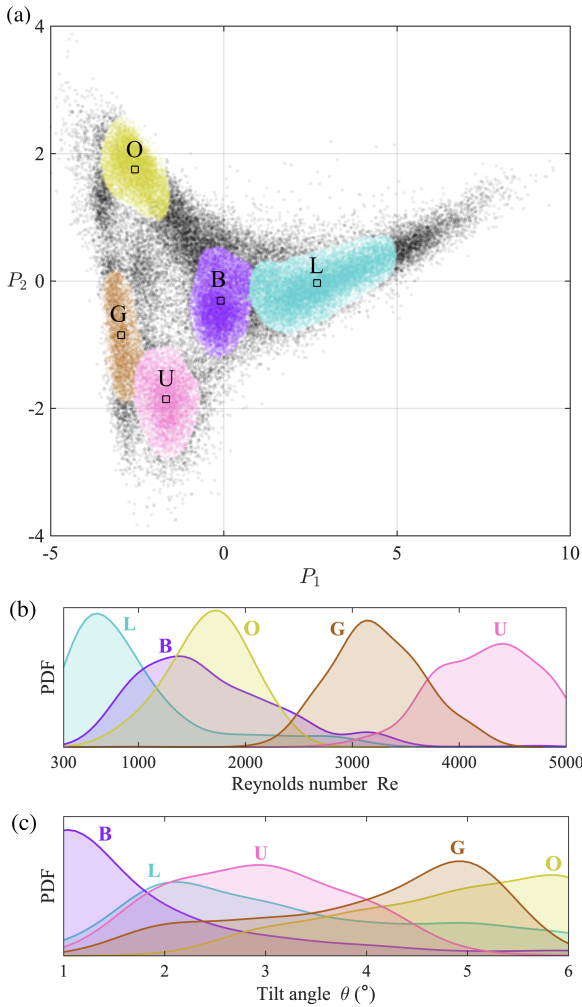 (a)
4
2
0
-2
-4
P2
O
B
L
G
U
-5
0
5
10
P1
(b)
PDF
L
B
O
G
U
300
1000
2000
3000
4000
5000
Reynolds number Re
(c)
PDF
B
L
U
G
O
1
2
3
4
5
6
Tilt angle θ (°)